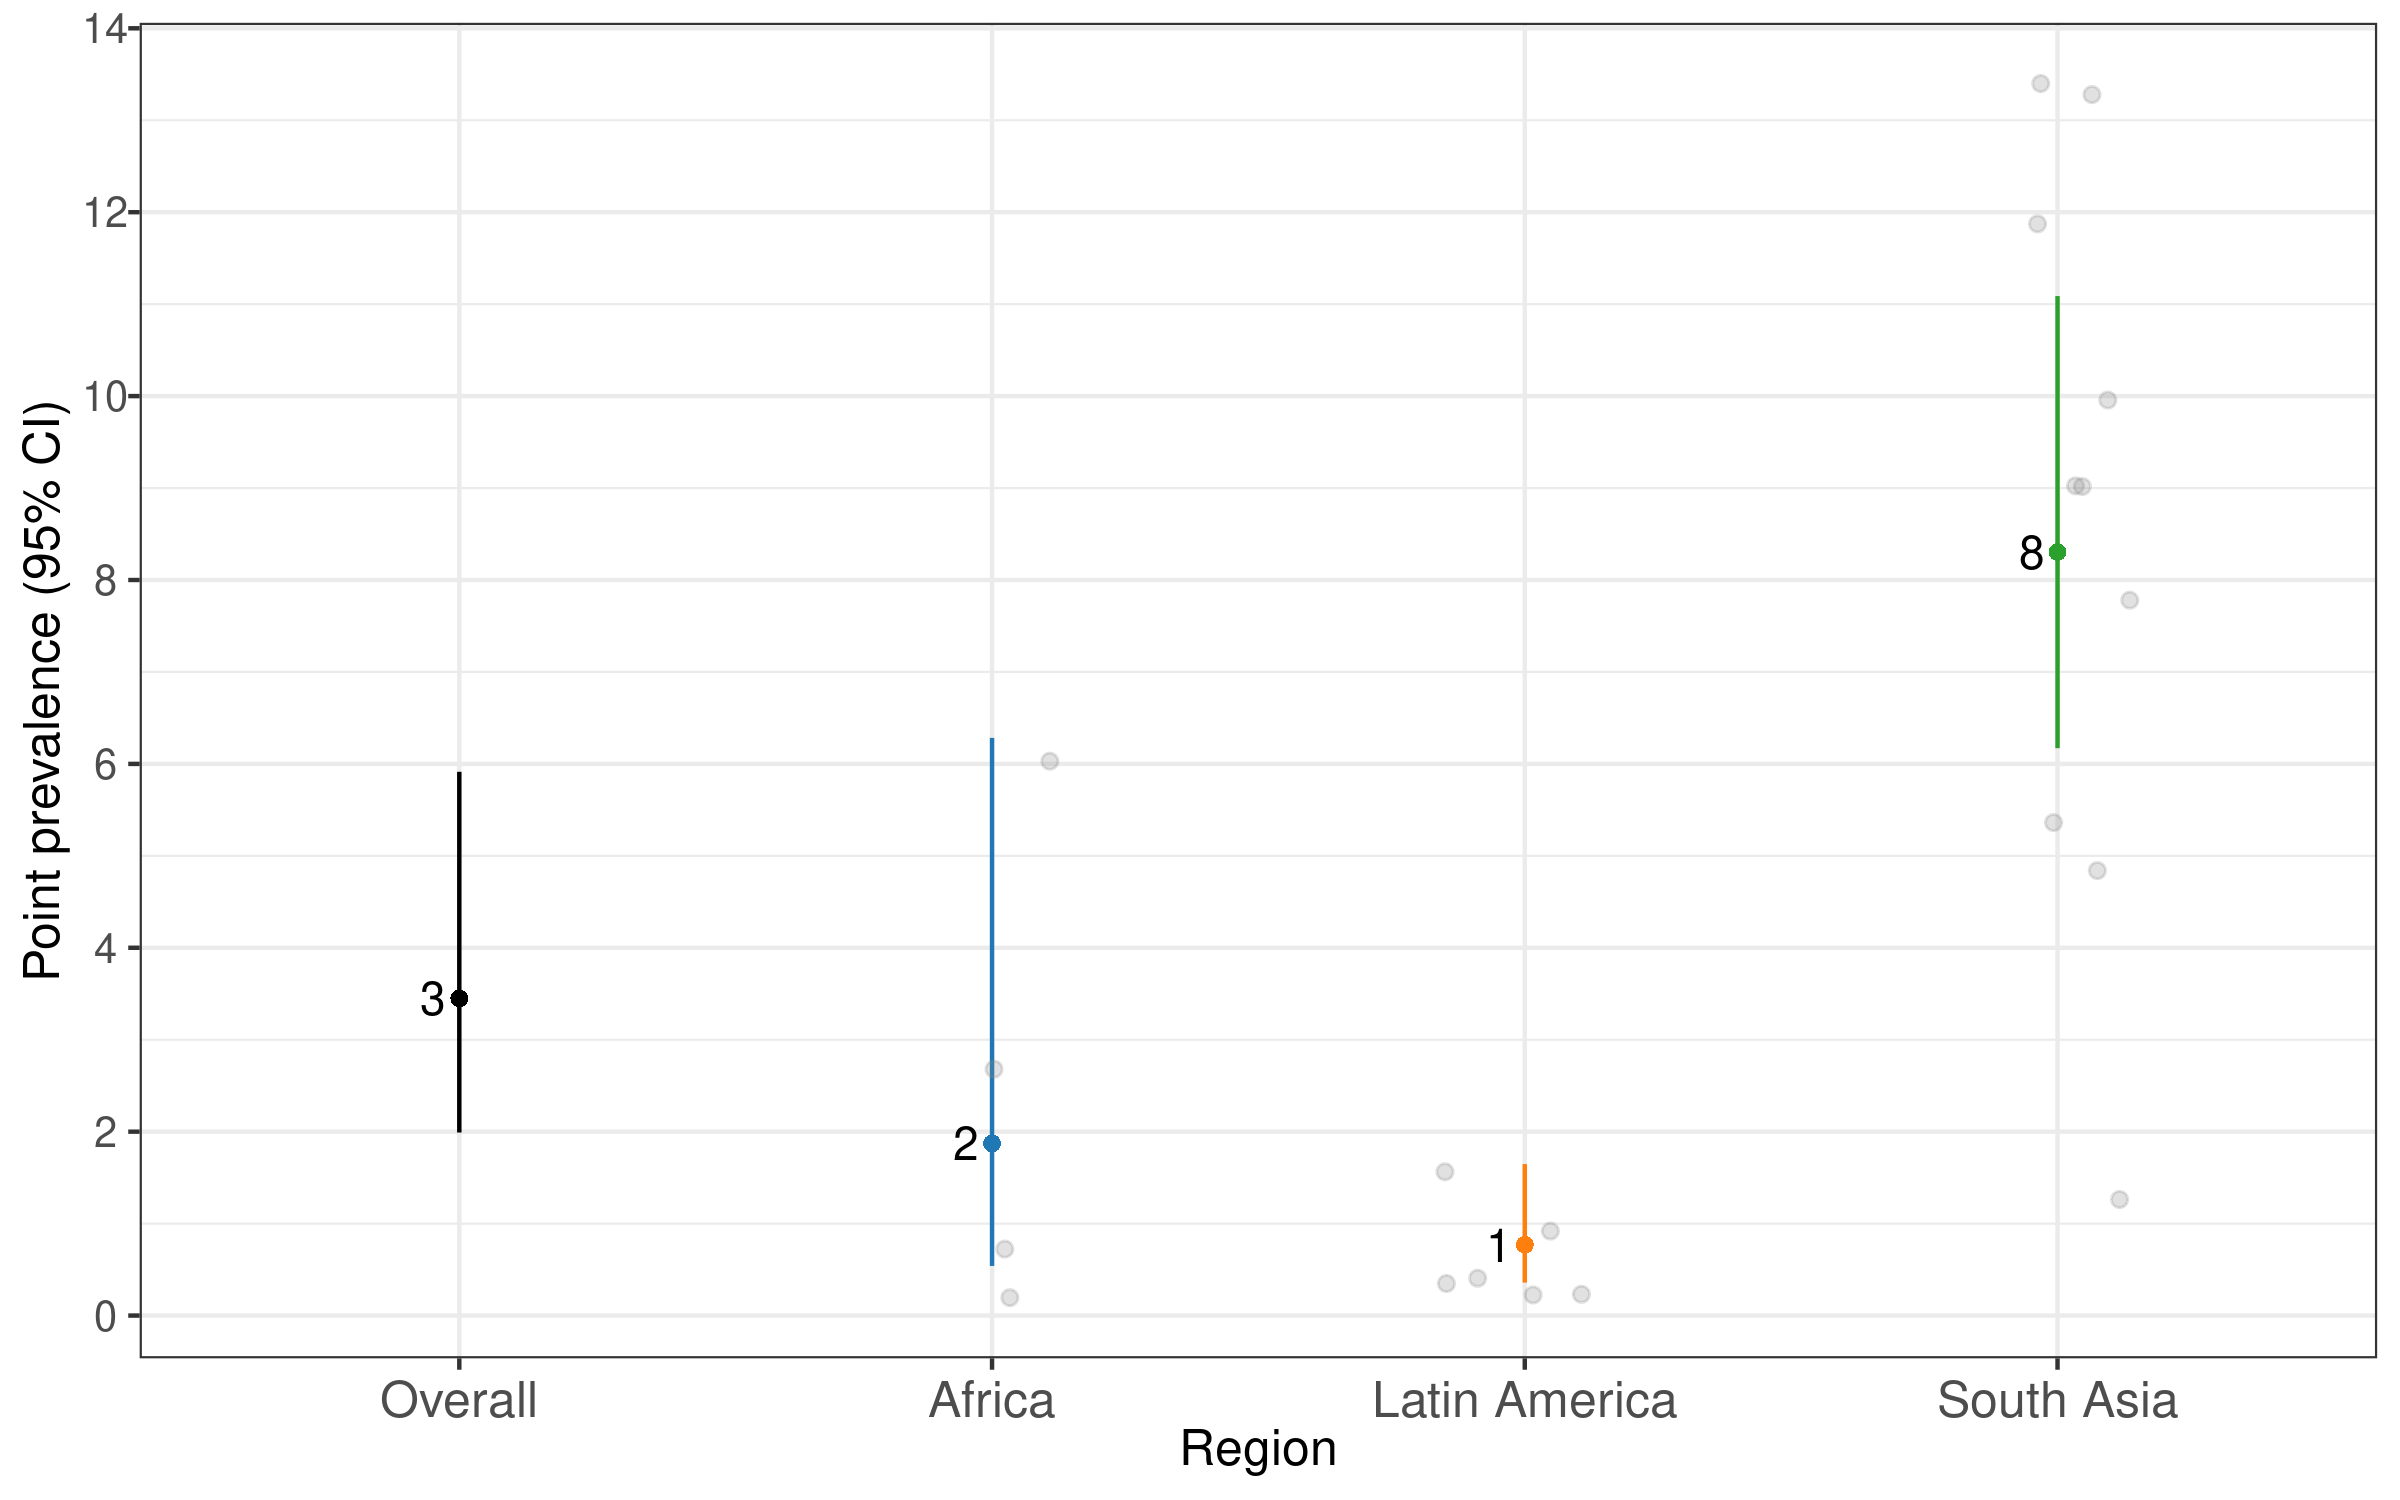 Point prevalence (95% CI)
14
12
10
8
6
4
2
0
3
2
1
8
Overall
Africa
Latin America
South Asia
Region